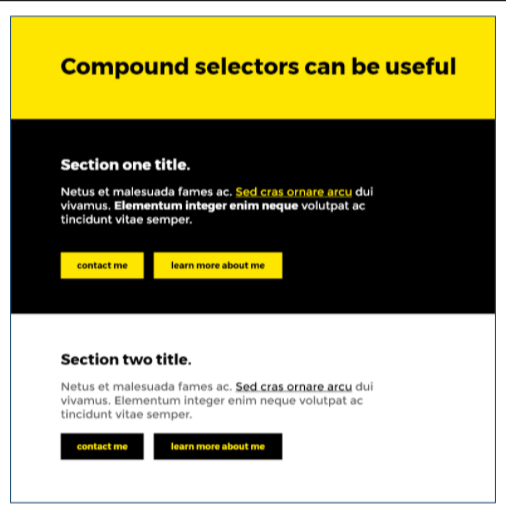 Compound selectors can be useful
Section one title.
Netus et malesuada fames ac. Sed cras ornare arcu dui
vivamus. Elementum integer enim neque volutpat ac
tincidunt vitae semper.
contact me
learn more about me
Section two title.
Netus et malesuada fames ac. Sed cras ornare arcu dui
vivamus. Elementum integer enim neque volutpat ac
tincidunt vitae semper.
contact me
learn more about me